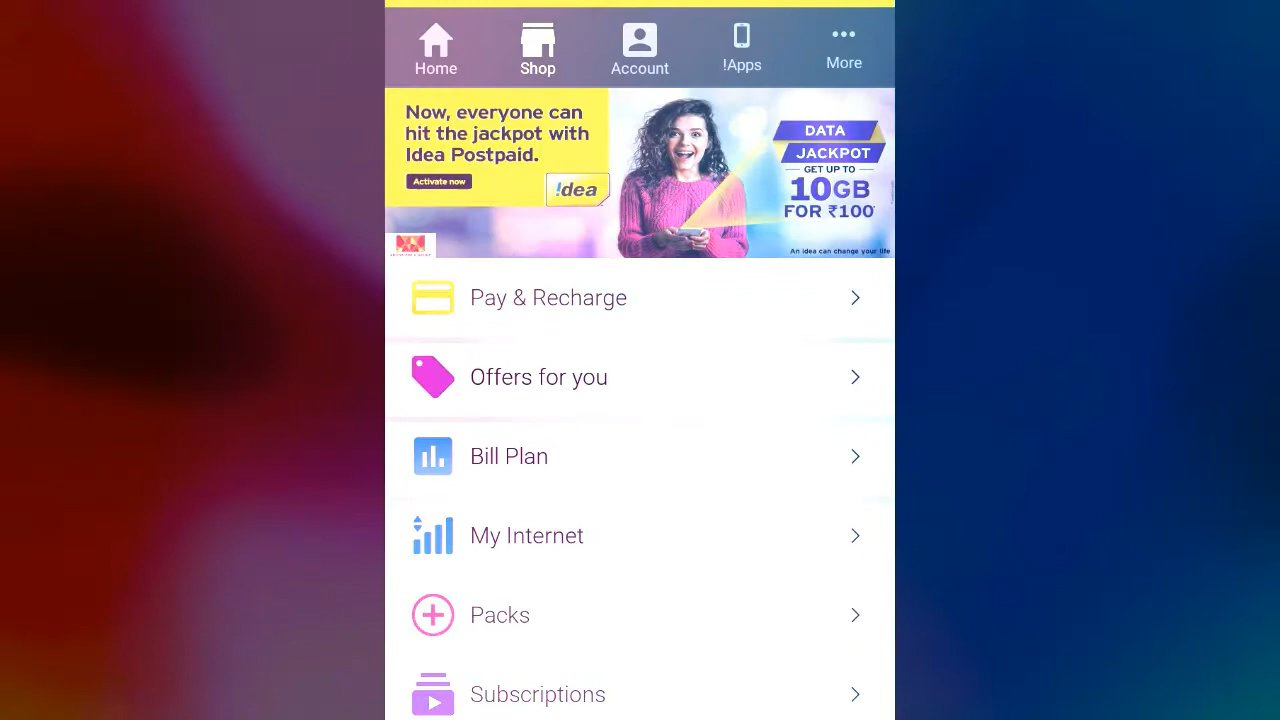 Home
Shop
Account
!Apps
More
Now, everyone can
hit the jackpot with
Idea Postpaid.
Activate now
!dea
DATA
JACKPOT
GET UP TO
10GB
FOR ₹100*
An idea can change your life
Pay & Recharge
Offers for you
Bill Plan
My Internet
Packs
Subscriptions